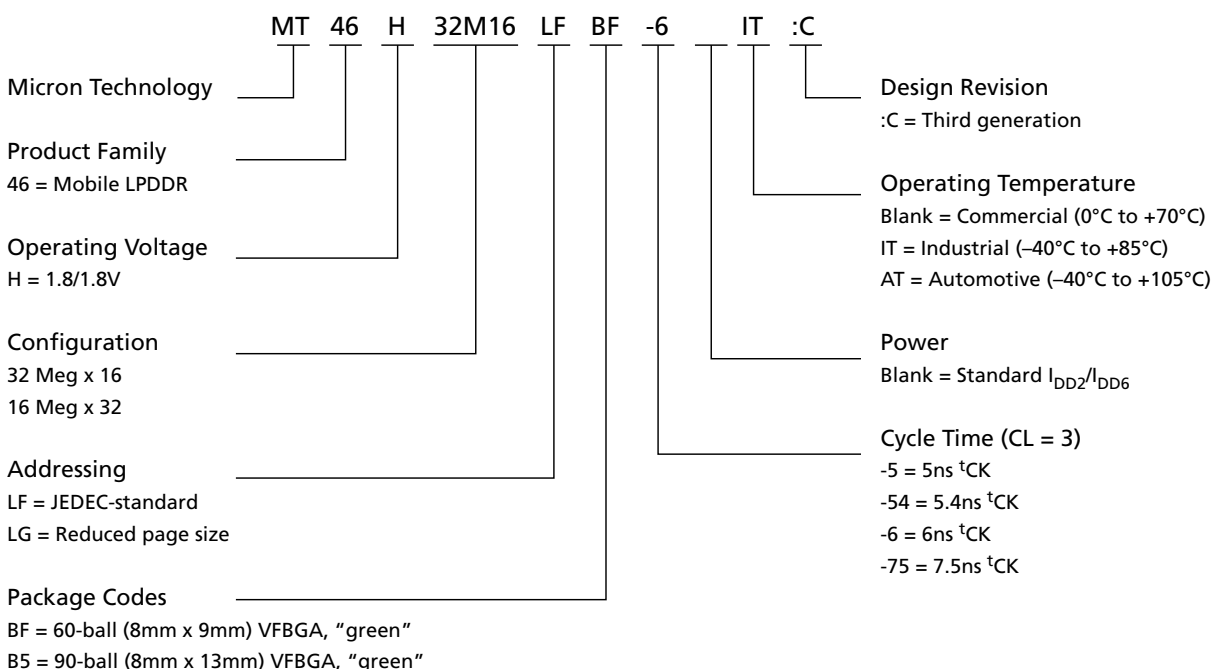 MT 46 H 32M16 LF BF -6 IT :C
Micron Technology
Product Family
46 = Mobile LPDDR
Operating Voltage
H = 1.8/1.8V
Configuration
32 Meg x 16
16 Meg x 32
Addressing
LF = JEDEC-standard
LG = Reduced page size
Package Codes
BF = 60-ball (8mm x 9mm) VFBGA, “green”
B5 = 90-ball (8mm x 13mm) VFBGA, “green”
Design Revision
:C = Third generation
Operating Temperature
Blank = Commercial (0°C to +70°C)
IT = Industrial (–40°C to +85°C)
AT = Automotive (–40°C to +105°C)
Power
Blank = Standard IDD2/IDD6
Cycle Time (CL = 3)
-5 = 5ns tCK
-54 = 5.4ns tCK
-6 = 6ns tCK
-75 = 7.5ns tCK